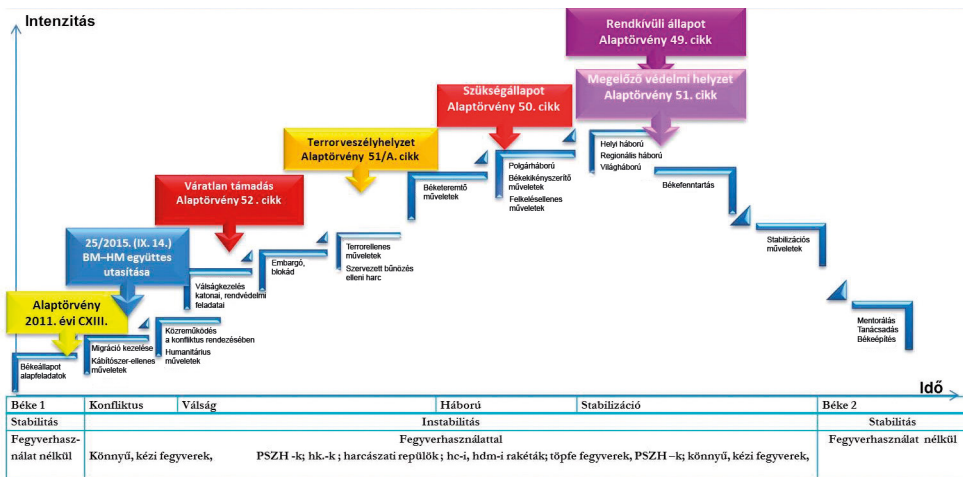 Intenzitás
Rendkívüli állapot
Alaptörvény 49. cikk
Megelőző védelmi helyzet
Alaptörvény 51. cikk
Szükségállapot
Alaptörvény 50. cikk
Terrorveszélyhelyzet
Alaptörvény 51/A. cikk
Váratlan támadás
Alaptörvény 52 . cikk
25/2015. (IX. 14.)
BM–HM együttes
utasítása
Alaptörvény
2011. évi CXIII.
Békeállapot
alapfeladatok
Migráció kezelése
Kábítószer-ellenes
műveletek
Közreműködés
a konfliktus rendezésében
Humanitárius
műveletek
Válságkezelés
katonai, rendvédelmi
feladatai
Embargó,
blokád
Terrorellenes
műveletek
Szervezett bűnözés
elleni harc
Béketeremtő
műveletek
Polgárháború
Békekikényszerítő
műveletek
Felkelésellenes
műveletek
Helyi háború
Regionális háború
Világháború
Békefenntartás
Stabilizációs
műveletek
Mentorálás
Tanácsadás
Békeépítés
Idő
Béke 1 Konfliktus Válság Háború Stabilizáció Béke 2
Stabilitás Instabilitás Stabilitás
Fegyverhasz-
nálat nélkül
Fegyverhasználattal
Könnyű, kézi fegyverek, PSZH -k; hk.-k ; harcászati repülők ; hc-i, hdm-i rakéták; töpfe fegyverek, PSZH –k; könnyű, kézi fegyverek,
Fegyverhasználat nélkül